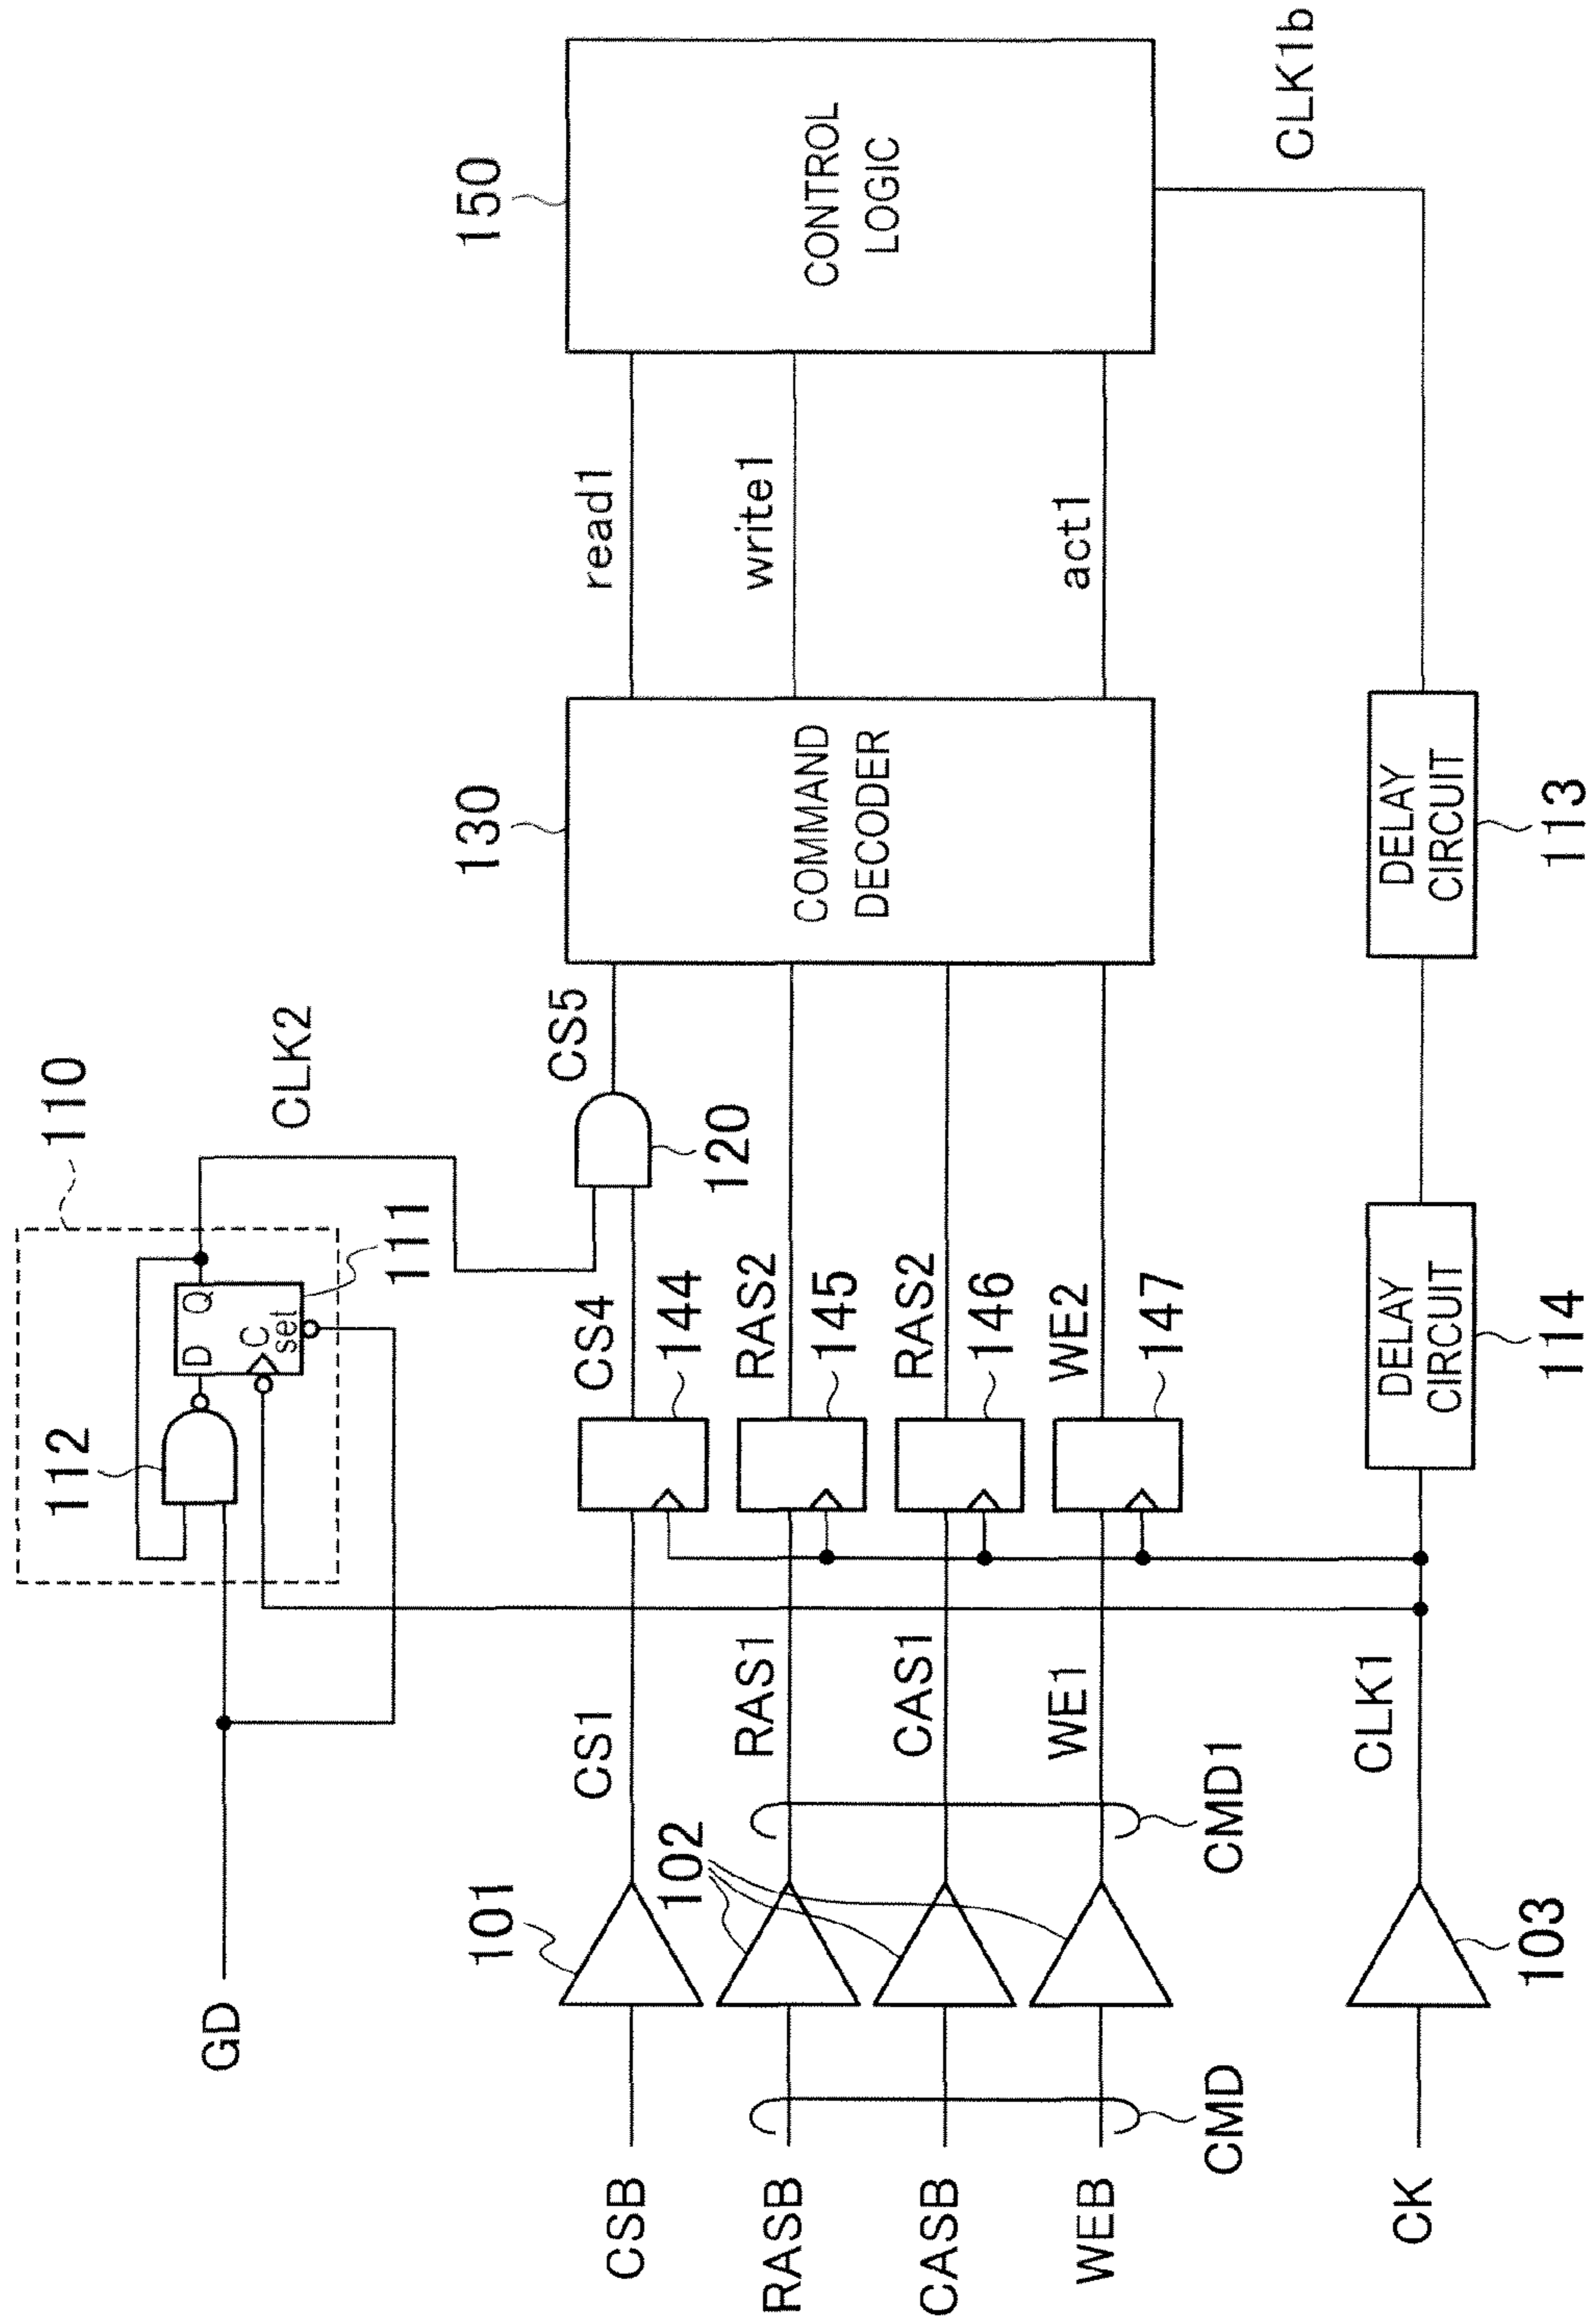 GD
112
110
D
Q
C
set
111
CLK2
CSB
101
CS1
CS4
144
CS5
120
130
COMMAND
DECODER
read1
150
CONTROL
LOGIC
RASB
102
RAS1
RAS2
145
write1
CASB
CAS1
RAS2
146
WEB
WE1
WE2
147
act1
CMD
CMD1
CK
103
CLK1
DELAY
CIRCUIT
114
DELAY
CIRCUIT
113
CLK1b